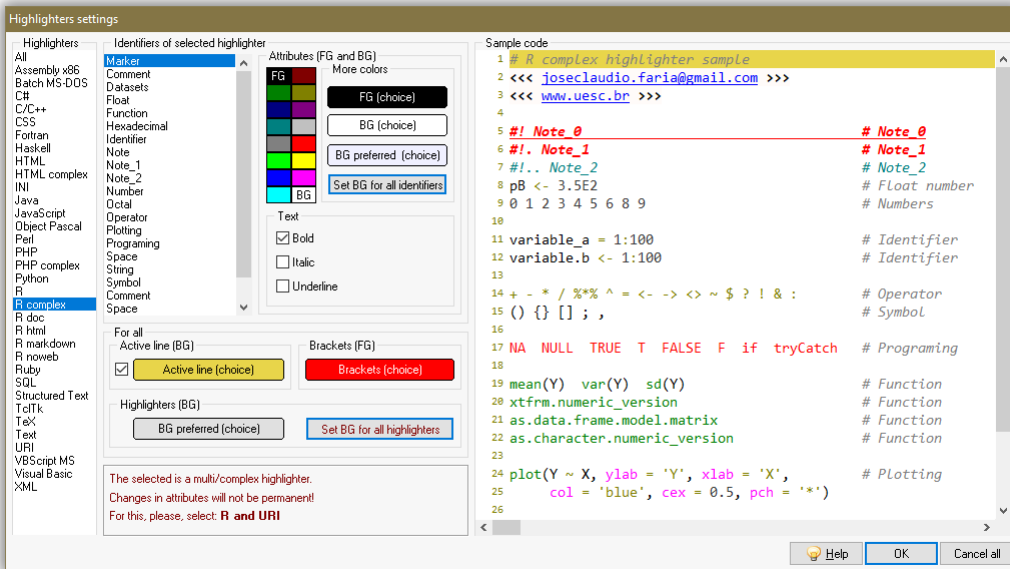 Highlighters settings
Highlighters
All
Assembly x86
Batch MS-DOS
C#
C/C++
CSS
Fortran
Haskell
HTML
HTML complex
INI
Java
JavaScript
Object Pascal
Perl
PHP
PHP complex
Python
R
R complex
R doc
R html
R markdown
R noweb
Ruby
SQL
Structured Text
TclTk
TeX
Text
URI
VBScript MS
Visual Basic
XML
Identifiers of selected highlighter
Marker
Comment
Datasets
Float
Function
Hexadecimal
Identifier
Note
Note_1
Note_2
Number
Octal
Operator
Plotting
Programing
Space
String
Symbol
Comment
Space
Attributes (FG and BG)
FG
BG
More colors
FG (choice)
BG (choice)
BG preferred (choice)
Set BG for all identifiers
Text
Bold
Italic
Underline
For all
Active line (BG)
Active line (choice)
Brackets (FG)
Brackets (choice)
Highlighters (BG)
BG preferred (choice)
Set BG for all highlighters
The selected is a multi/complex highlighter.
Changes in attributes will not be permanent!
For this, please, select: R and URI
Sample code
1 # R complex highlighter sample
2 <<< joseclaudio.faria@gmail.com >>>
3 <<< www.uesc.br >>>
4
5 #! Note_0 # Note_0
6 #!. Note_1 # Note_1
7 #!.. Note_2 # Note_2
8 pB <- 3.5E2 # Float number
9 0 1 2 3 4 5 6 8 9 # Numbers
10
11 variable_a = 1:100 # Identifier
12 variable.b <- 1:100 # Identifier
13
14 + - * / %*% ^ = <- -> <> ~ $ ? ! & : # Operator
15 () {} [] ; , # Symbol
16
17 NA NULL TRUE T FALSE F if tryCatch # Programing
18
19 mean(Y) var(Y) sd(Y) # Function
20 xtfrm.numeric_version # Function
21 as.data.frame.model.matrix # Function
22 as.character.numeric_version # Function
23
24 plot(Y ~ X, ylab = 'Y', xlab = 'X', # Plotting
25 col = 'blue', cex = 0.5, pch = '*')
26
Help
OK
Cancel all